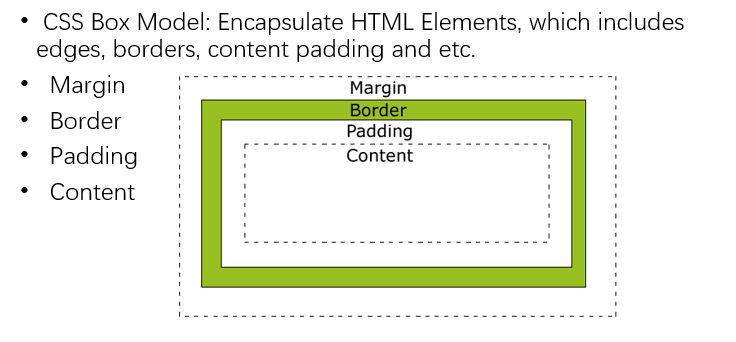 • CSS Box Model: Encapsulate HTML Elements, which includes
edges, borders, content padding and etc.
• Margin
• Border
• Padding
• Content
Margin
Border
Padding
Content